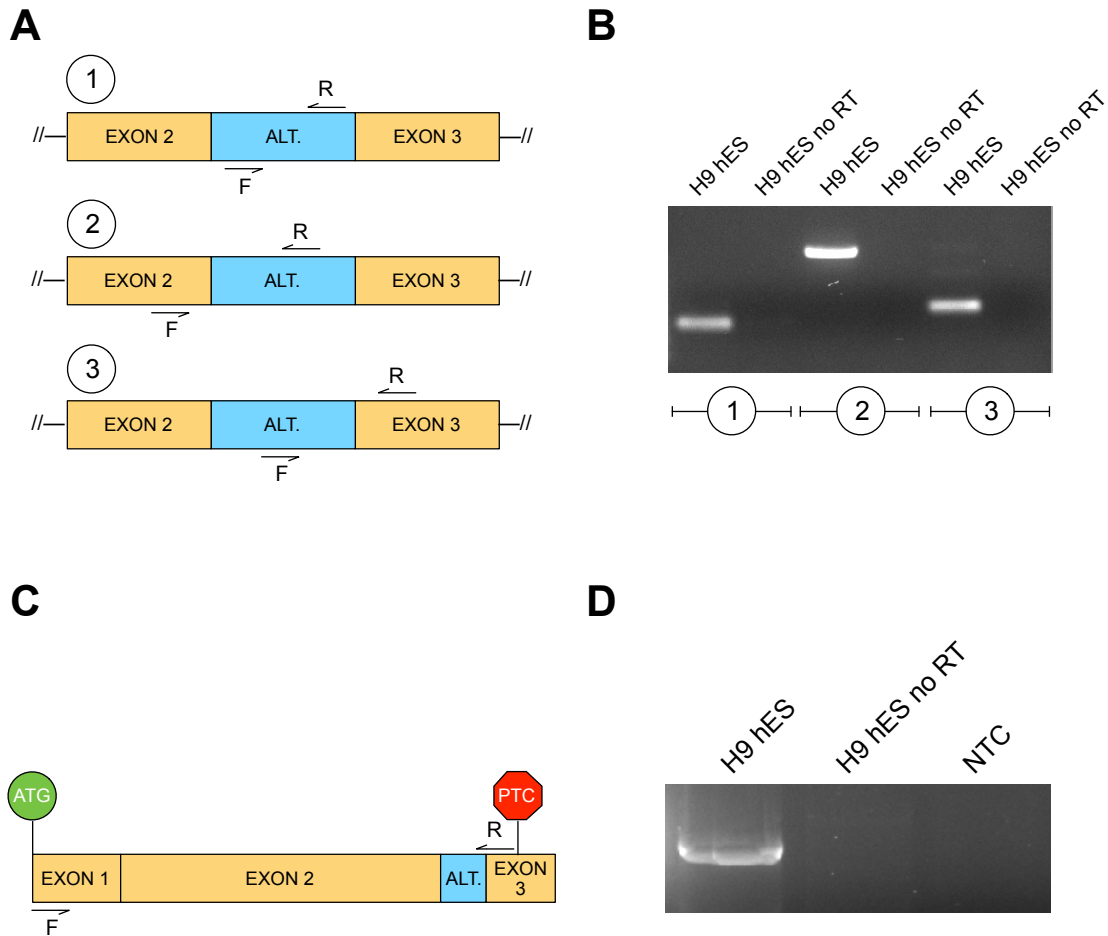 A
1
R
// EXON 2 ALT. EXON 3 //
F
2
R
// EXON 2 ALT. EXON 3 //
F
3
R
// EXON 2 ALT. EXON 3 //
F
B
H9 hES
H9 hES no RT
H9 hES
H9 hES no RT
H9 hES
H9 hES no RT
1 2 3
C
ATG PTC
R
EXON 1 EXON 2 ALT. EXON
3
F
D
H9 hES
H9 hES no RT
NTC